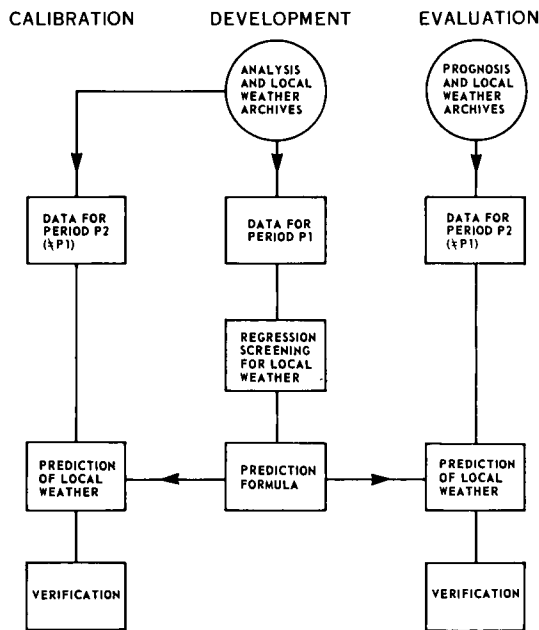 CALIBRATION
DEVELOPMENT
EVALUATION
ANALYSIS
AND LOCAL
WEATHER
ARCHIVES
PROGNOSIS
AND LOCAL
WEATHER
ARCHIVES
DATA FOR
PERIOD P2
(≠P1)
DATA FOR
PERIOD P1
DATA FOR
PERIOD P2
(≠P1)
REGRESSION
SCREENING
FOR LOCAL
WEATHER
PREDICTION
OF LOCAL
WEATHER
PREDICTION
FORMULA
PREDICTION
OF LOCAL
WEATHER
VERIFICATION
VERIFICATION